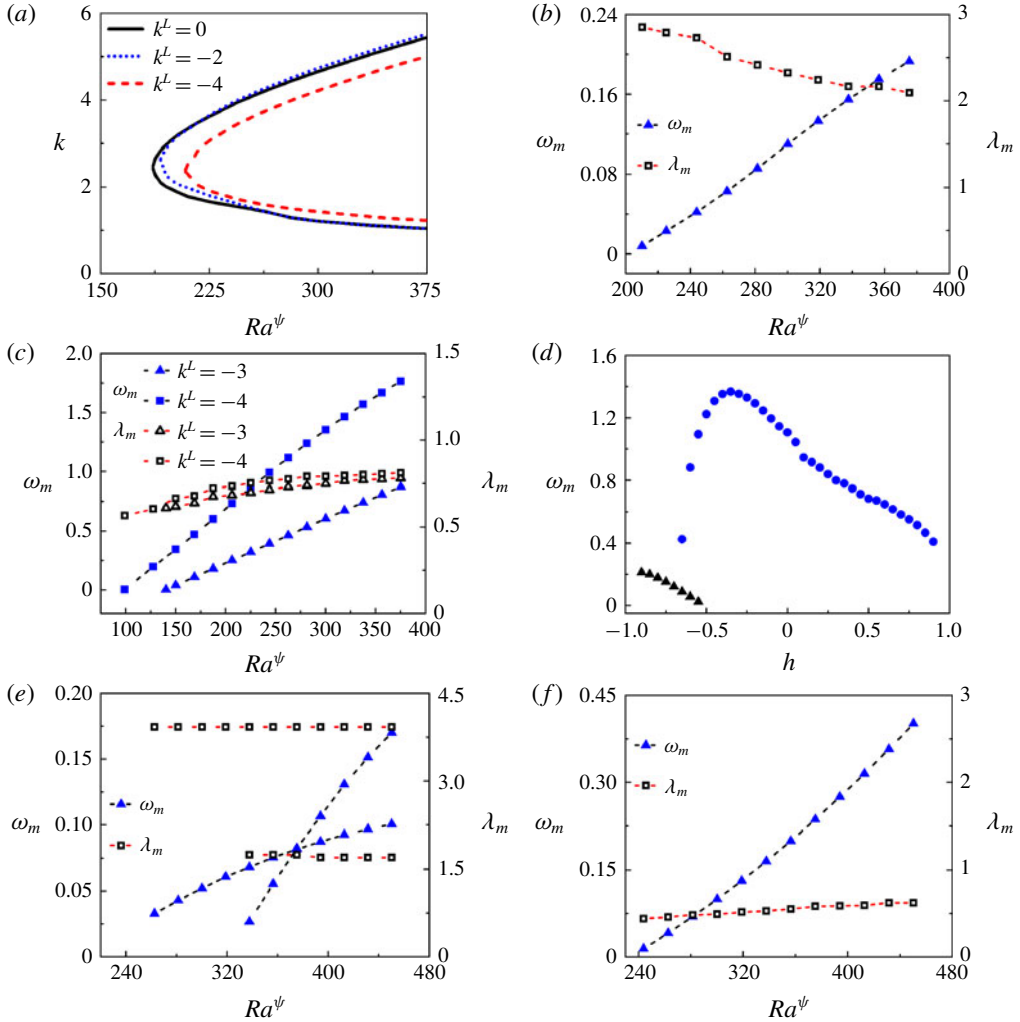 (a)
6
4
2
0
k
k^L = 0
k^L = −2
k^L = −4
150
225
300
375
Ra^ψ
(b)
0.24
0.16
0.08
0
ω_m
ω_m
λ_m
3
2
1
0
λ_m
200
240
280
320
360
400
Ra^ψ
(c)
2.0
1.5
1.0
0.5
0
ω_m
ω_m
k^L = −3
k^L = −4
λ_m
k^L = −3
k^L = −4
1.5
1.0
0.5
0
λ_m
100
150
200
250
300
350
400
Ra^ψ
(d)
1.6
1.2
0.8
0.4
0
ω_m
−1.0
−0.5
0
0.5
1.0
h
(e)
0.20
0.15
0.10
0.05
0
ω_m
ω_m
λ_m
4.5
3.0
1.5
0
λ_m
240
320
400
480
Ra^ψ
(f)
0.45
0.30
0.15
0
ω_m
ω_m
λ_m
3
2
1
0
λ_m
240
320
400
480
Ra^ψ